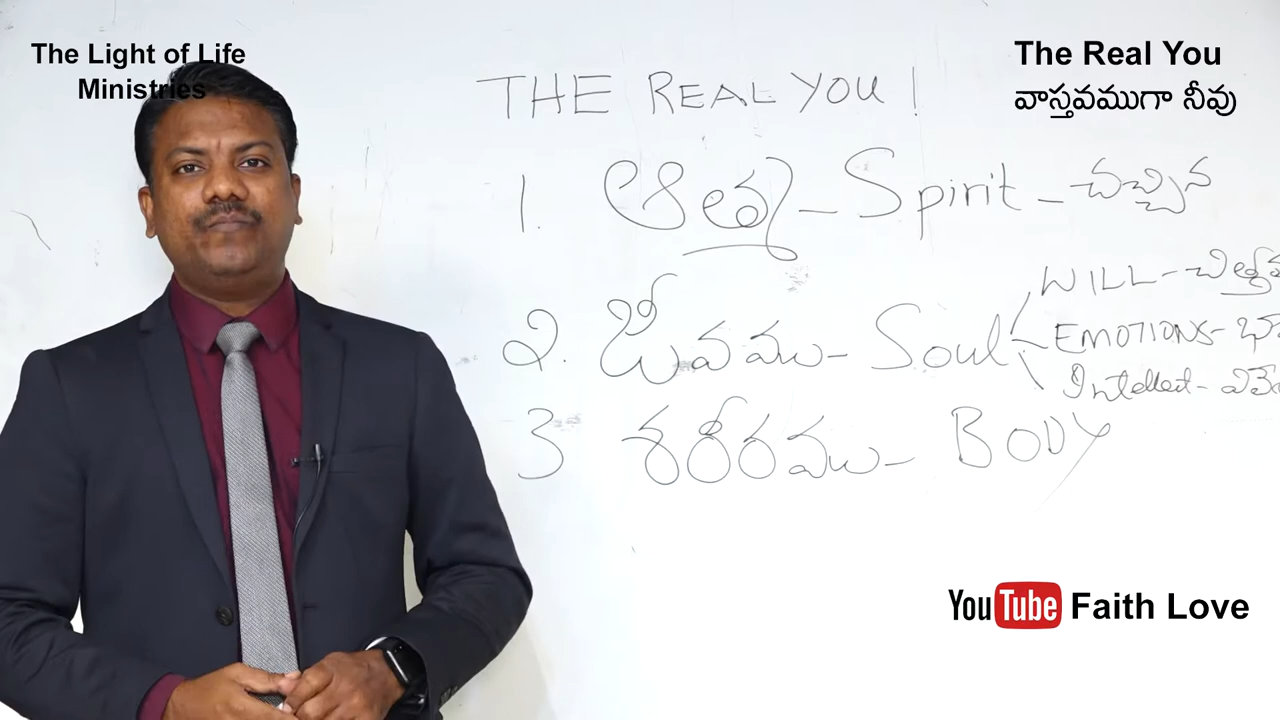 The Light of Life
Ministries
The Real You
వాస్తవముగా నీవు
THE REAL YOU!
1. ఆత్మ - Spirit - చచ్చిన
2. జీవము - Soul
WILL - చిత్త
EMOTIONS -
Intellect -
3 శరీరము - BODY
YouTube Faith Love